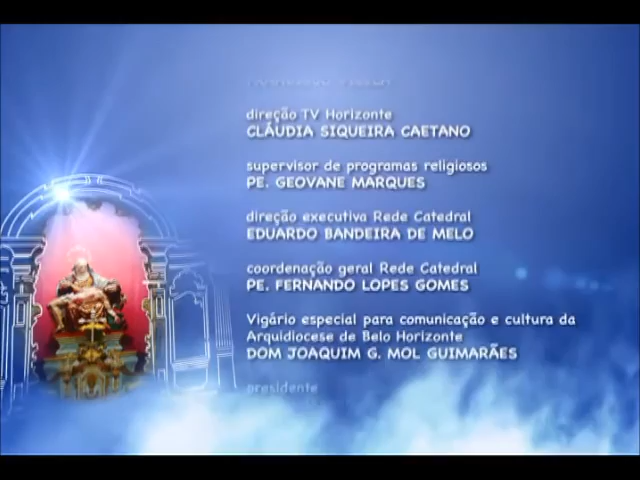 direção TV Horizonte
CLÁUDIA SIQUEIRA CAETANO
supervisor de programas religiosos
PE. GEOVANE MARQUES
direção executiva Rede Catedral
EDUARDO BANDEIRA DE MELO
coordenação geral Rede Catedral
PE. FERNANDO LOPES GOMES
Vigário especial para comunicação e cultura da
Arquidiocese de Belo Horizonte
DOM JOAQUIM G. MOL GUIMARÃES
presidente